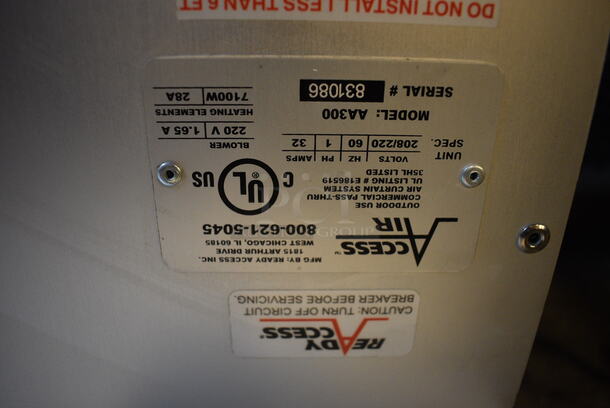 READY ACCESS®
CAUTION: TURN OFF CIRCUIT
BREAKER BEFORE SERVICING.
MFG BY: READY ACCESS INC.
1815 ARTHUR DRIVE
WEST CHICAGO, IL 60185
800-621-5045
ACCESS™ AIR
OUTDOOR USE
COMMERCIAL PASS-THRU
AIR CURTAIN SYSTEM
UL LISTING # E186519
35HL LISTED
C UL US
UNIT SPEC. VOLTS HZ PH AMPS
208/220 60 1 32
BLOWER
220 V 1.65 A
HEATING ELEMENTS
7100W 28A
MODEL: AA300
SERIAL # 831086
DO NOT INSTALL LESS THAN 6 FT